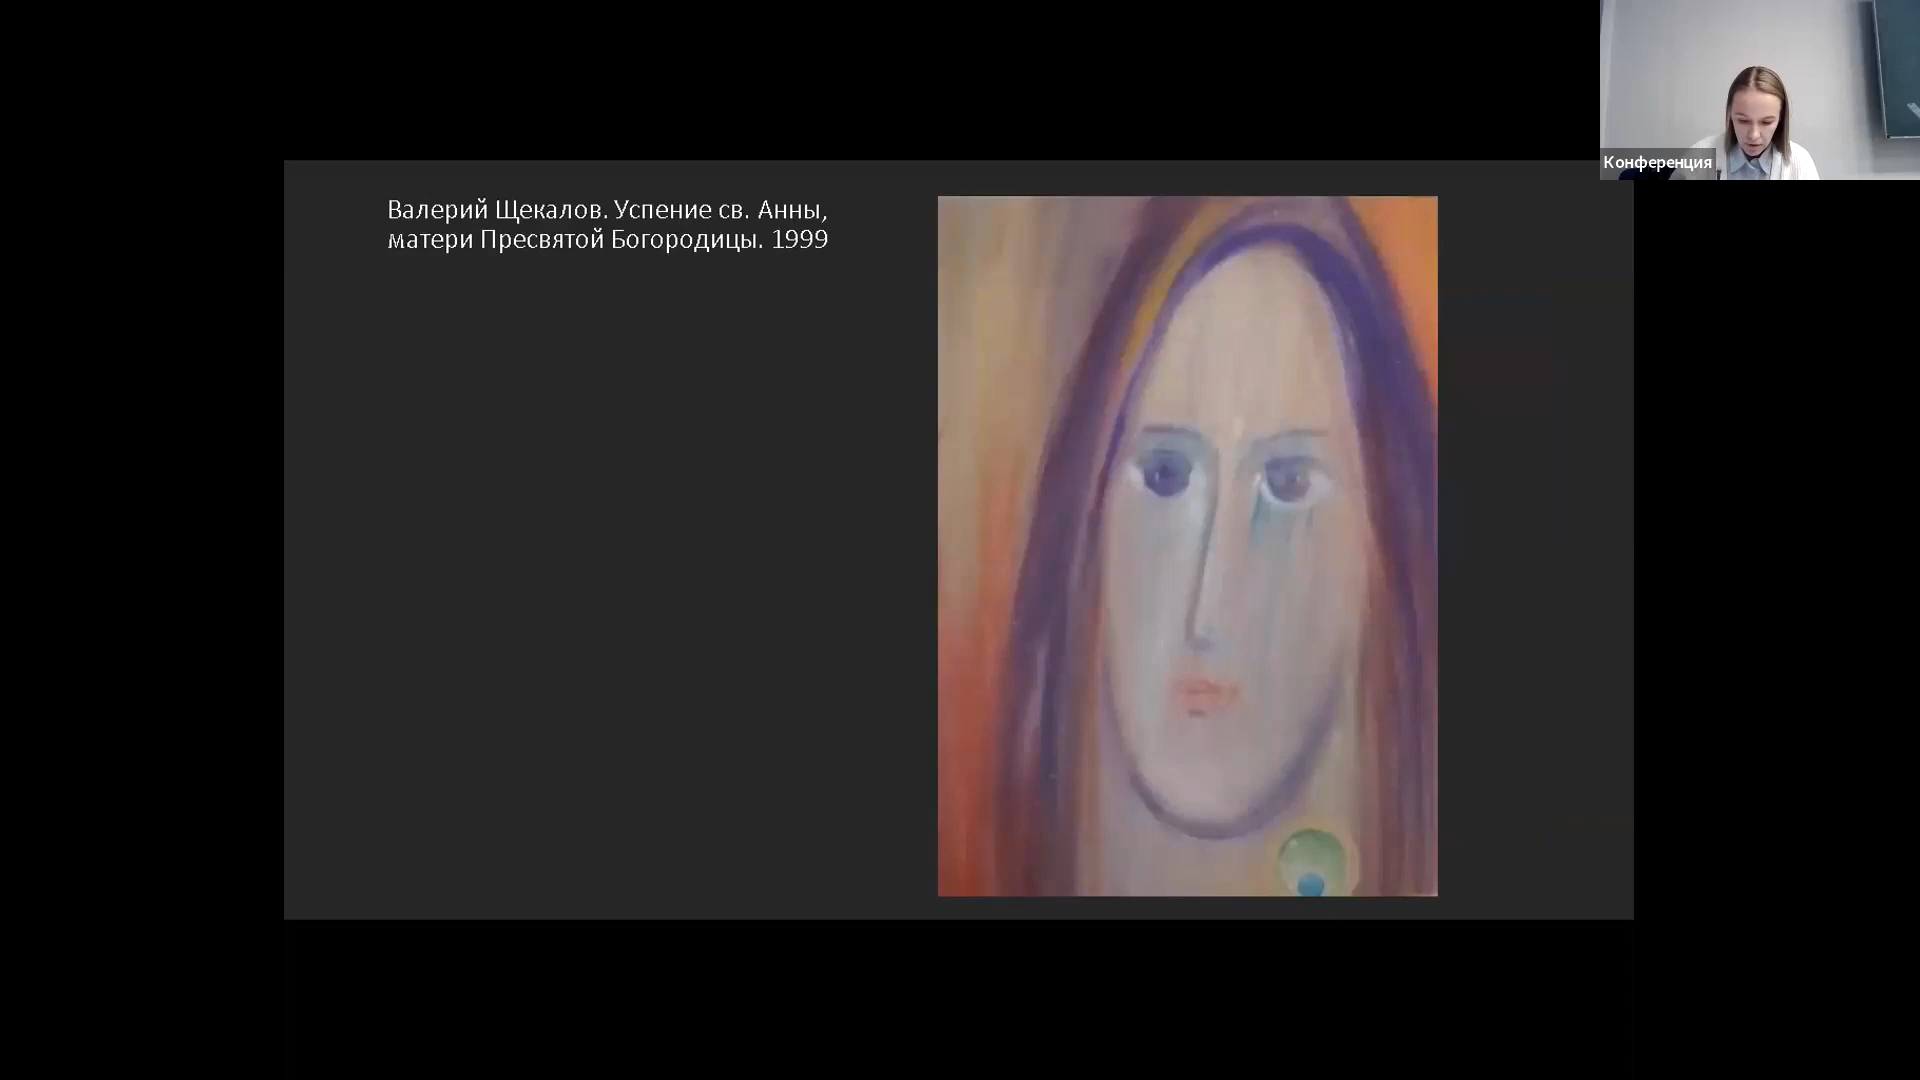 Валерий Щекалов. Успение св. Анны,
матери Пресвятой Богородицы. 1999
Конференция